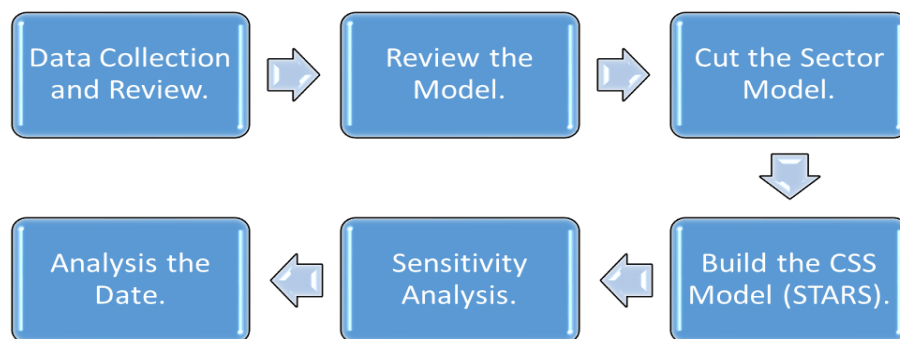 Data Collection
and Review.
Review the
Model.
Cut the Sector
Model.
Build the CSS
Model (STARS).
Sensitivity
Analysis.
Analysis the
Date.